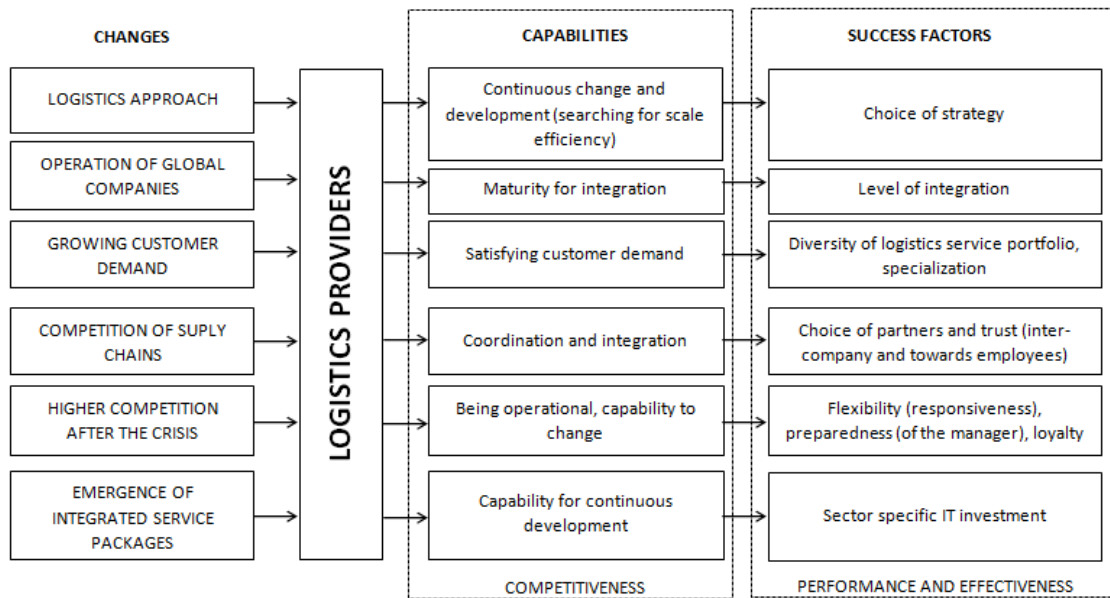 CHANGES
CAPABILITIES
SUCCESS FACTORS
LOGISTICS APPROACH
Continuous change and
development (searching for scale
efficiency)
Choice of strategy
OPERATION OF GLOBAL
COMPANIES
Maturity for integration
Level of integration
GROWING CUSTOMER
DEMAND
Satisfying customer demand
Diversity of logistics service portfolio,
specialization
LOGISTICS PROVIDERS
COMPETITION OF SUPLY
CHAINS
Coordination and integration
Choice of partners and trust (inter-
company and towards employees)
HIGHER COMPETITION
AFTER THE CRISIS
Being operational, capability to
change
Flexibility (responsiveness),
preparedness (of the manager), loyalty
EMERGENCE OF
INTEGRATED SERVICE
PACKAGES
Capability for continuous
development
Sector specific IT investment
COMPETITIVENESS
PERFORMANCE AND EFFECTIVENESS